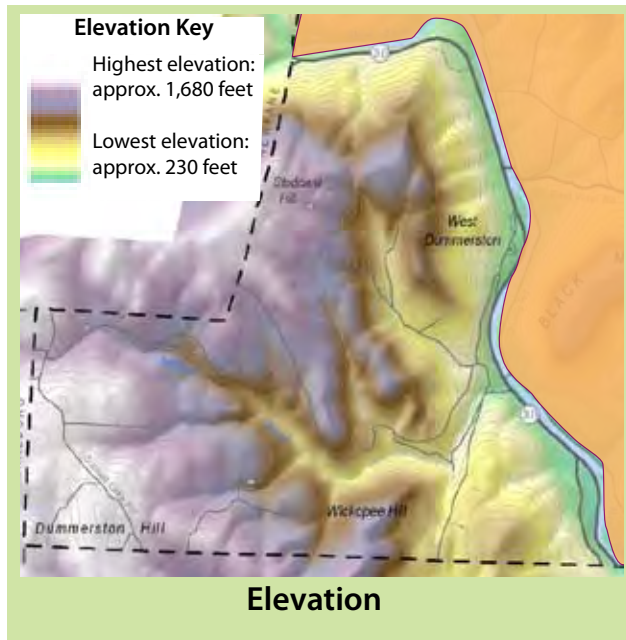 Elevation Key
Highest elevation:
approx. 1,680 feet
Lowest elevation:
approx. 230 feet
30
Hill
West
Dummerston
BLACK
30
Wickopee Hill
Dummerston Hill
Elevation